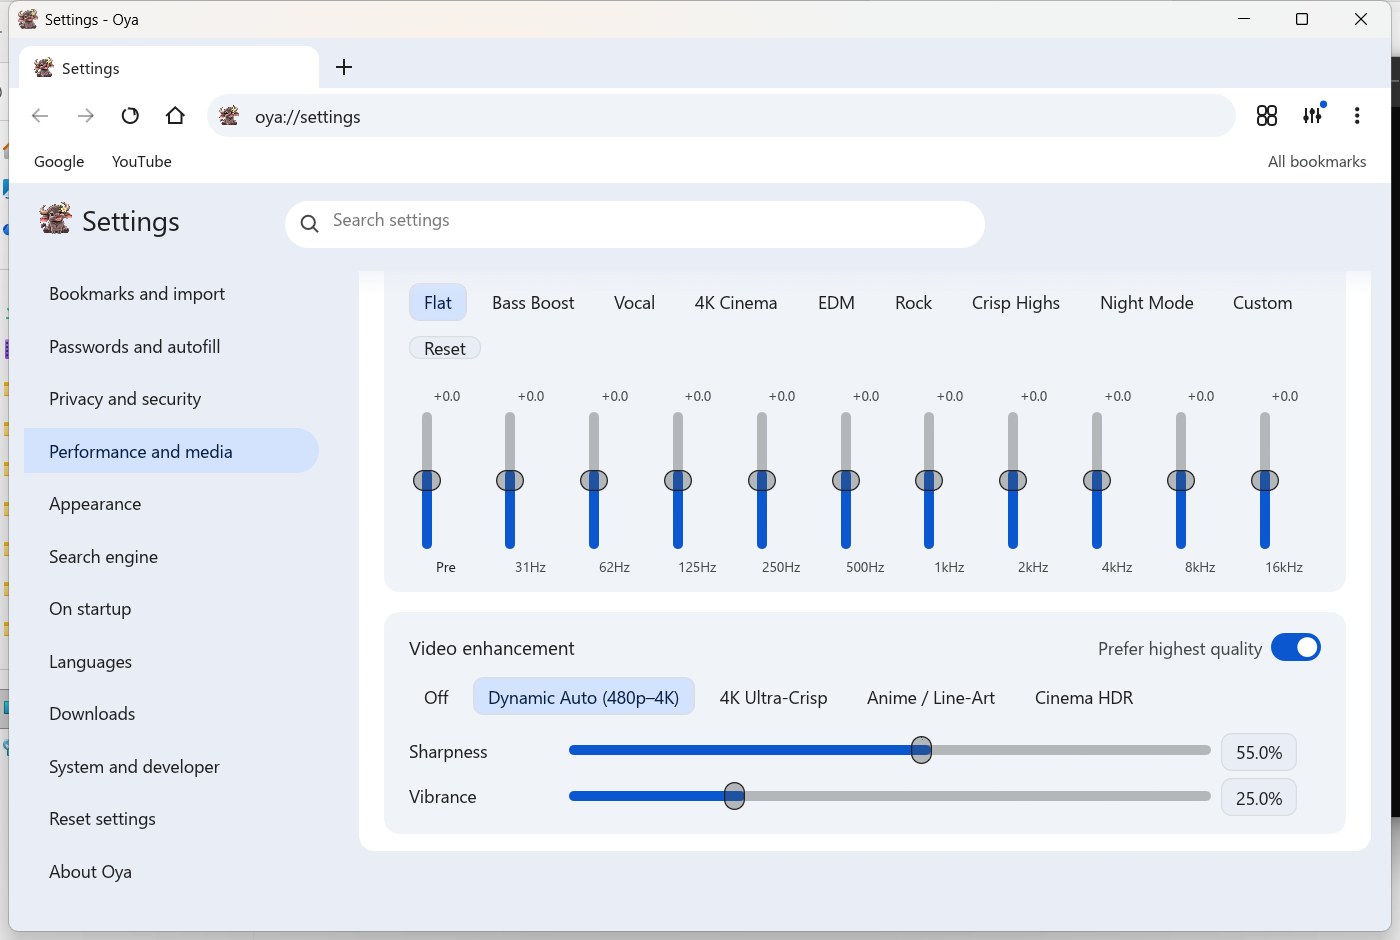 Settings - Oya
Settings
oya://settings
Google YouTube All bookmarks
Settings
Search settings
Bookmarks and import
Passwords and autofill
Privacy and security
Performance and media
Appearance
Search engine
On startup
Languages
Downloads
System and developer
Reset settings
About Oya
Flat Bass Boost Vocal 4K Cinema EDM Rock Crisp Highs Night Mode Custom
Reset
+0.0 +0.0 +0.0 +0.0 +0.0 +0.0 +0.0 +0.0 +0.0 +0.0 +0.0
Pre 31Hz 62Hz 125Hz 250Hz 500Hz 1kHz 2kHz 4kHz 8kHz 16kHz
Video enhancement Prefer highest quality
Off Dynamic Auto (480p–4K) 4K Ultra-Crisp Anime / Line-Art Cinema HDR
Sharpness 55.0%
Vibrance 25.0%